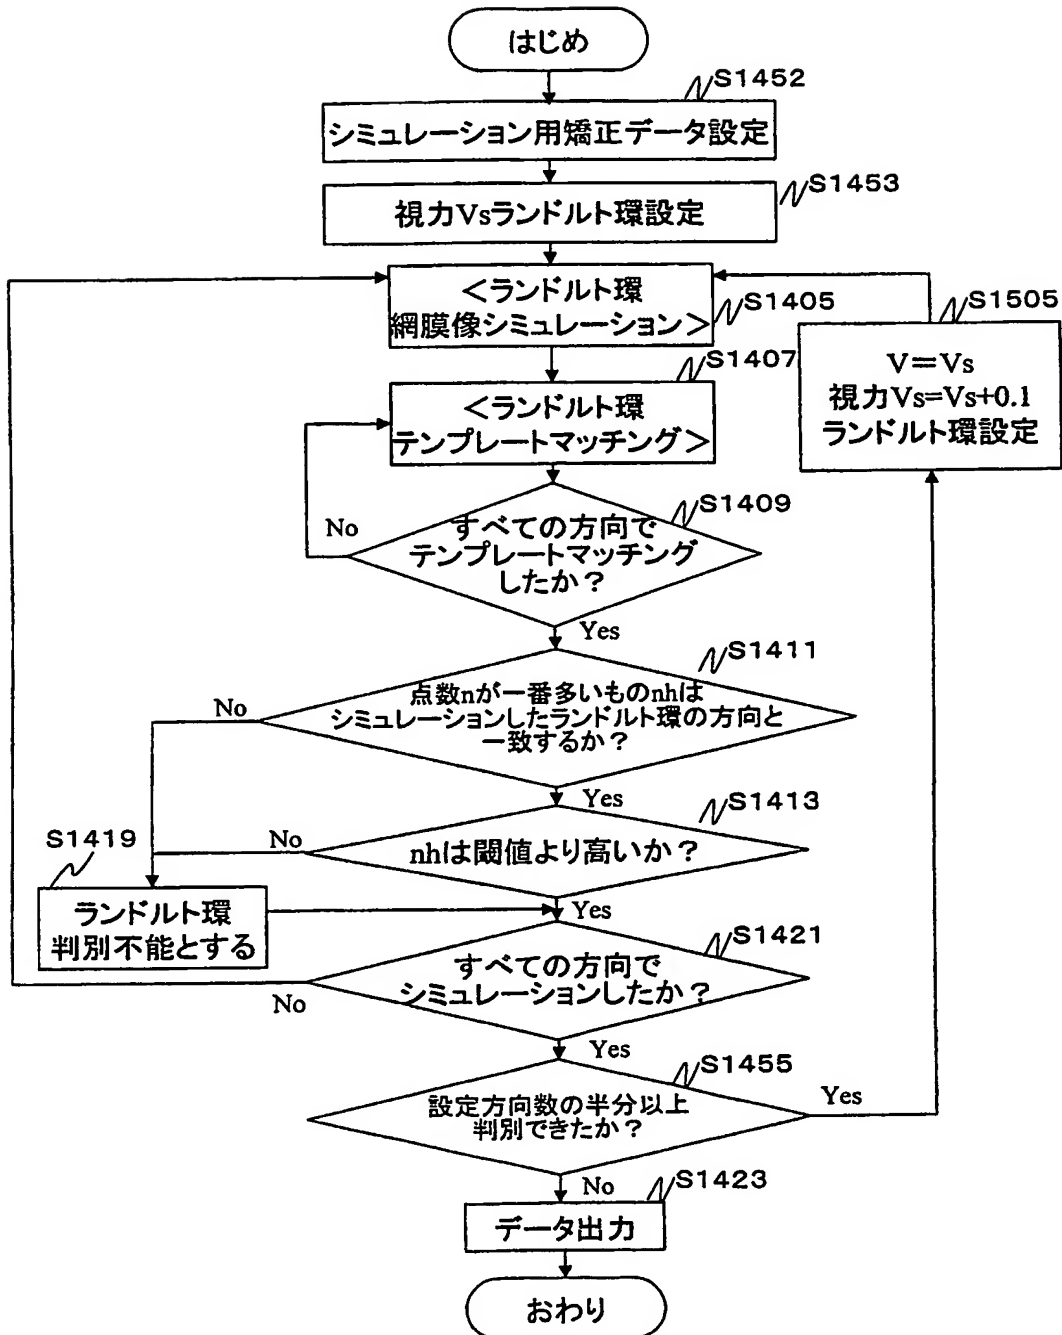 はじめ
S1452
シミュレーション用矯正データ設定
S1453
視力Vsランドルト環設定
<ランドルト環
網膜像シミュレーション>
S1405
S1505
V=Vs
視力Vs=Vs+0.1
ランドルト環設定
S1407
<ランドルト環
テンプレートマッチング>
S1409
No
すべての方向で
テンプレートマッチング
したか?
Yes
S1411
No
点数nが一番多いものnhは
シミュレーションしたランドルト環の方向と
一致するか?
Yes
S1413
No
nhは閾値より高いか?
S1419
ランドルト環
判別不能とする
Yes
S1421
すべての方向で
シミュレーションしたか?
No
Yes
S1455
設定方向数の半分以上
判別できたか?
Yes
No
S1423
データ出力
おわり